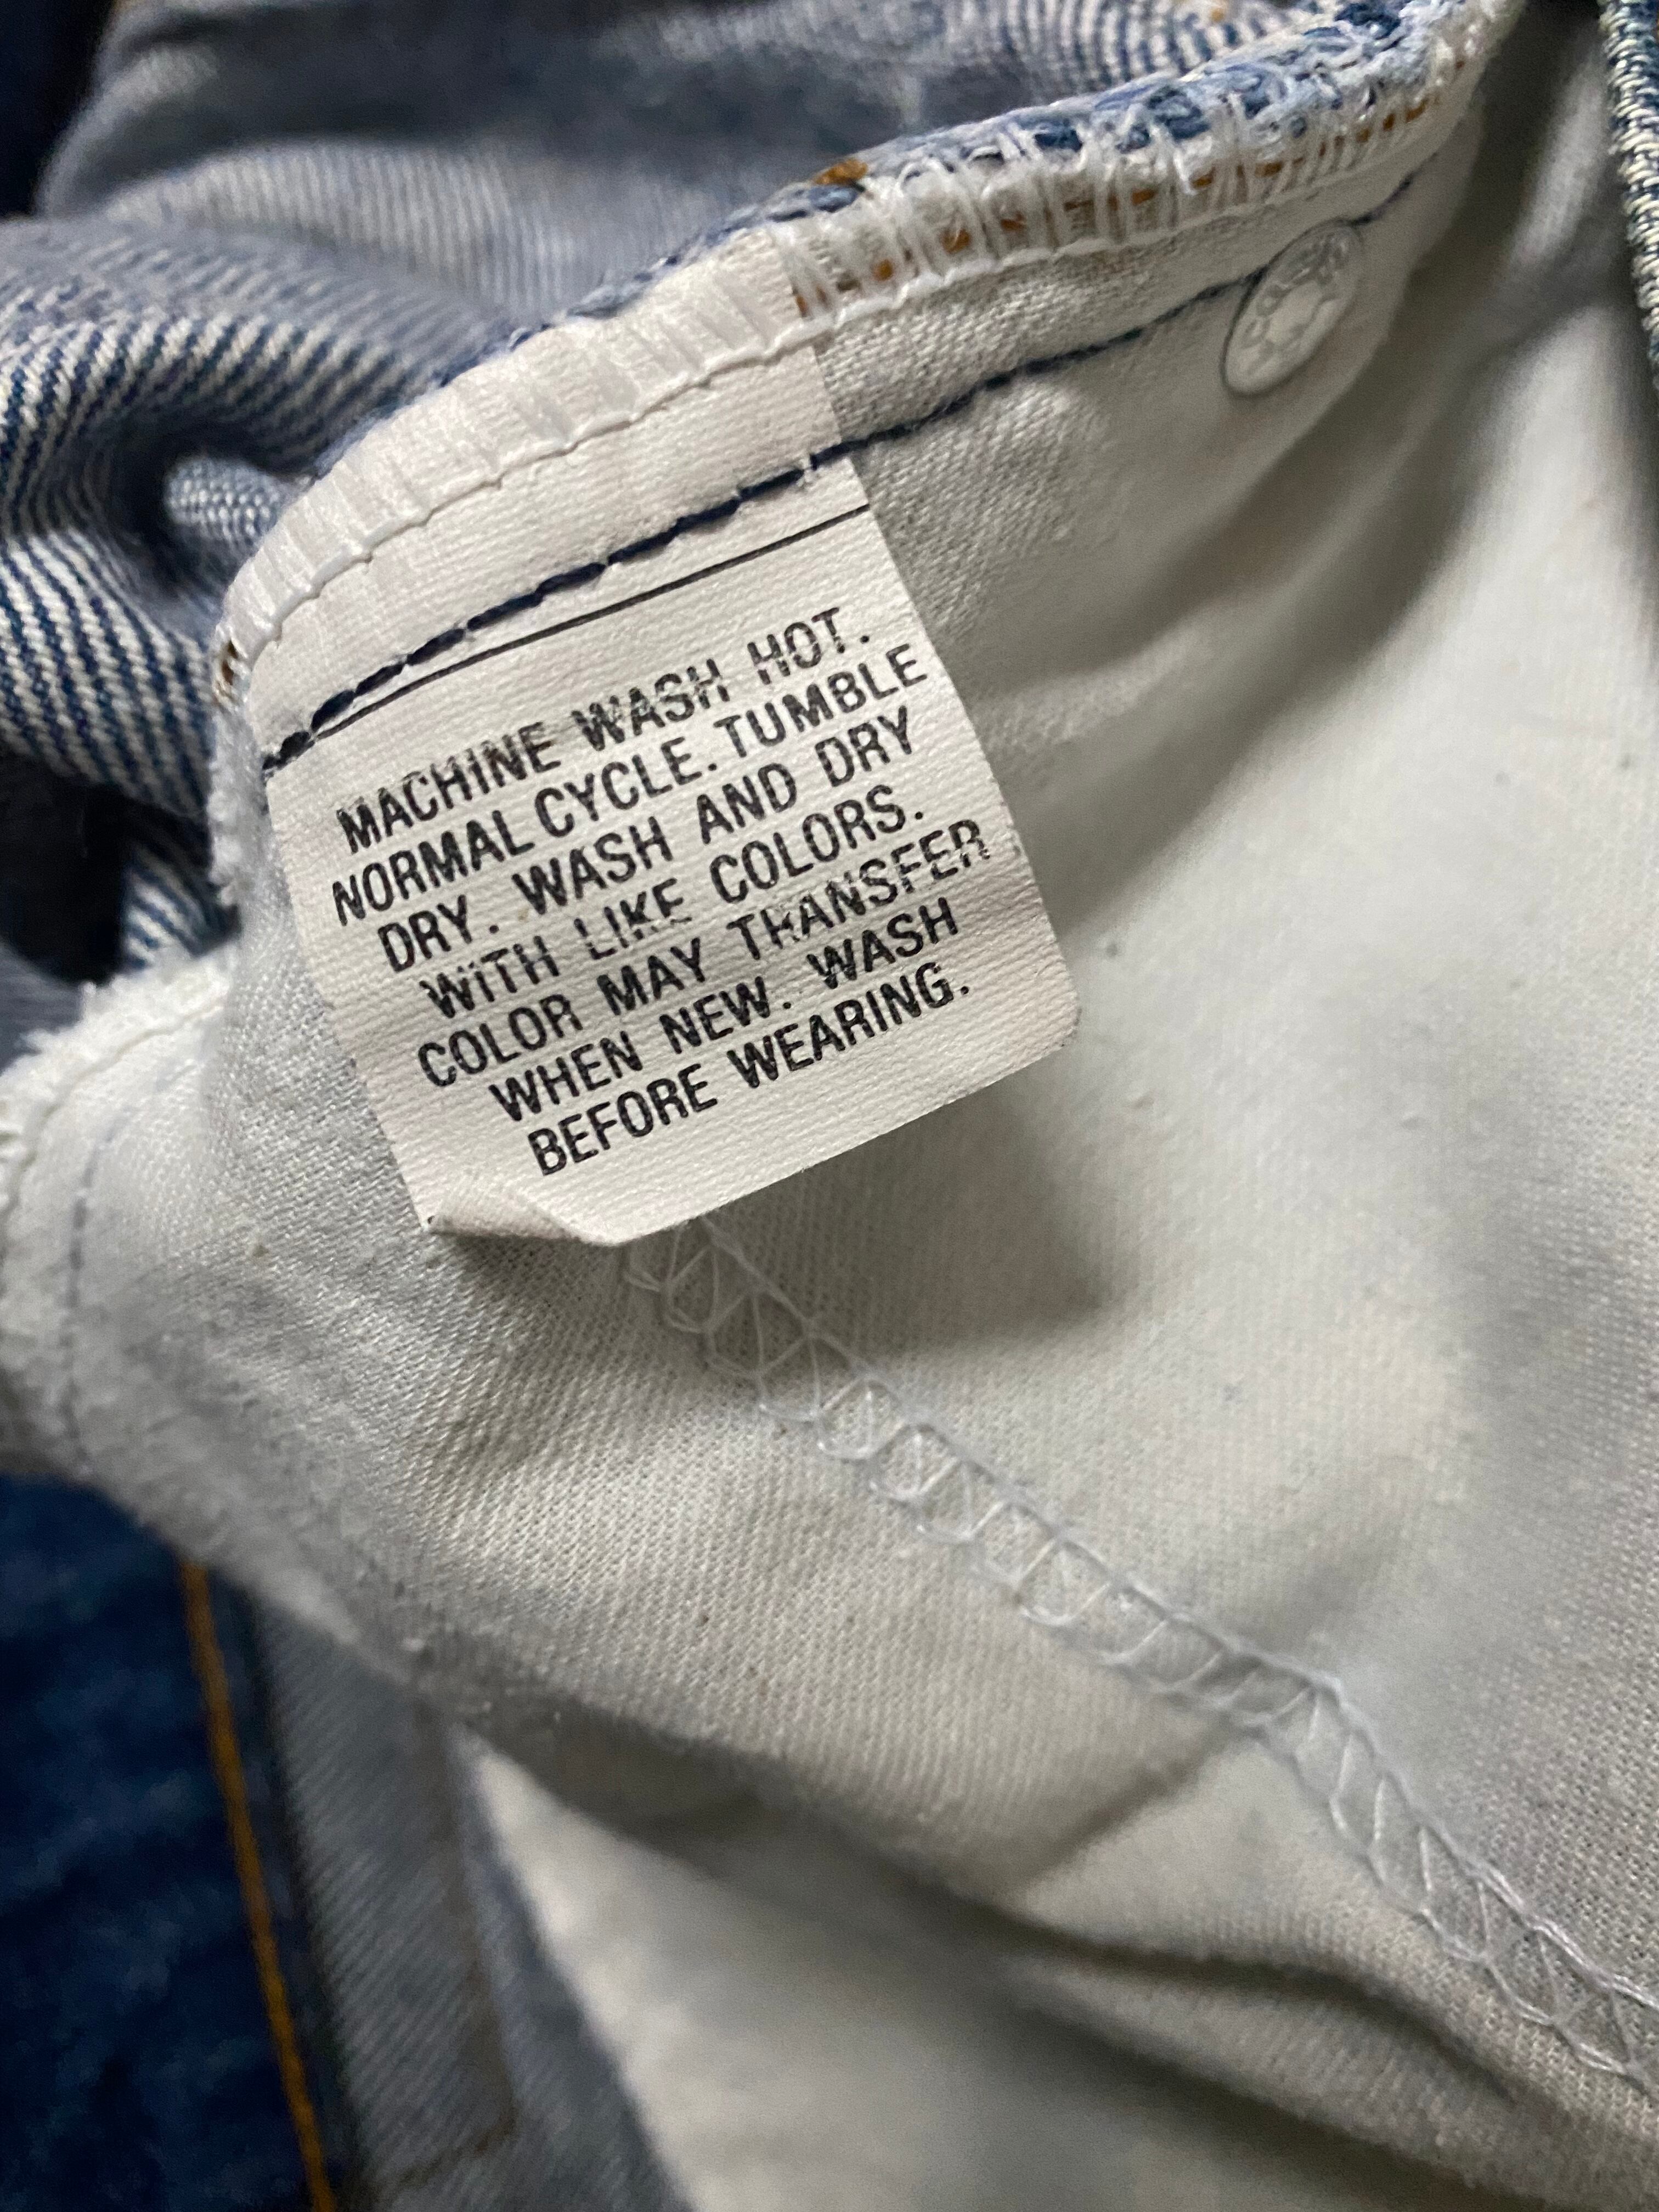 MACHINE WASH HOT.
NORMAL CYCLE. TUMBLE
DRY. WASH AND DRY
WITH LIKE COLORS.
COLOR MAY TRANSFER
WHEN NEW. WASH
BEFORE WEARING.